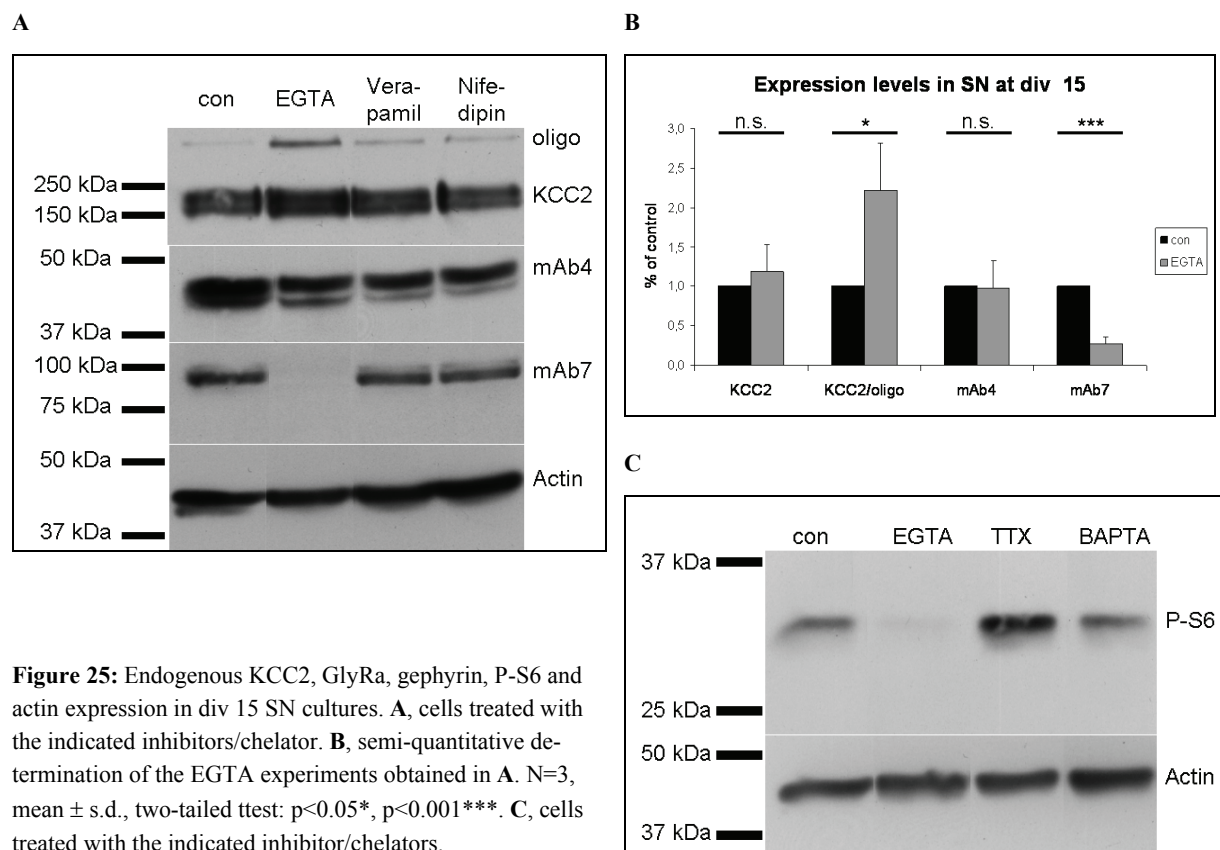 A
con
EGTA
Vera-
pamil
Nife-
dipin
oligo
250 kDa
KCC2
150 kDa
50 kDa
mAb4
37 kDa
100 kDa
mAb7
75 kDa
50 kDa
Actin
37 kDa
B
Expression levels in SN at div 15
n.s.
*
n.s.
***
3,0
2,5
2,0
1,5
1,0
0,5
0,0
% of control
KCC2
KCC2/oligo
mAb4
mAb7
con
EGTA
C
con EGTA TTX BAPTA
37 kDa
P-S6
25 kDa
50 kDa
Actin
37 kDa
Figure 25: Endogenous KCC2, GlyRa, gephyrin, P-S6 and
actin expression in div 15 SN cultures. A, cells treated with
the indicated inhibitors/chelator. B, semi-quantitative de-
termination of the EGTA experiments obtained in A. N=3,
mean ± s.d., two-tailed ttest: p<0.05*, p<0.001***. C, cells
treated with the indicated inhibitor/chelators.